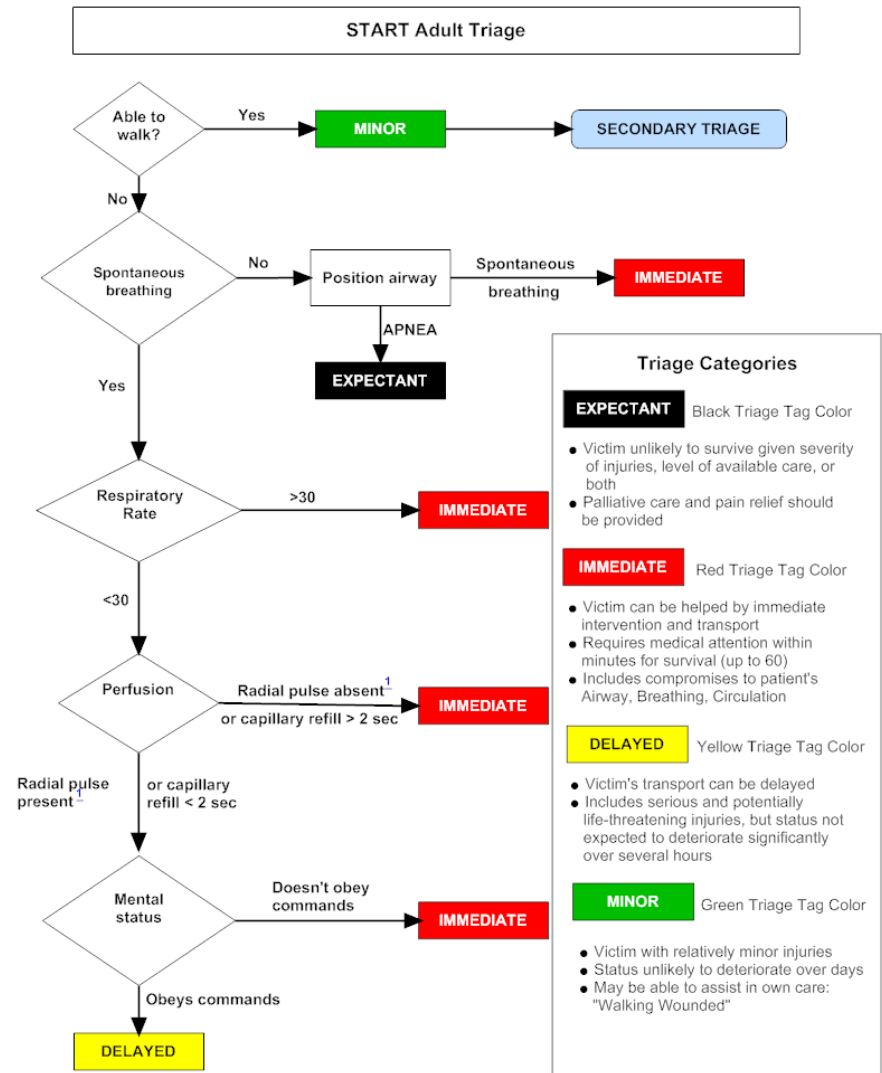 START Adult Triage
Able to
walk?
Yes
MINOR
SECONDARY TRIAGE
No
Spontaneous
breathing
No
Position airway
Spontaneous
breathing
IMMEDIATE
APNEA
EXPECTANT
Yes
Respiratory
Rate
>30
IMMEDIATE
<30
Perfusion
Radial pulse absent 1
or capillary refill > 2 sec
IMMEDIATE
Radial pulse
present 1
or capillary
refill < 2 sec
Mental
status
Doesn't obey
commands
IMMEDIATE
Obeys commands
DELAYED
Triage Categories
EXPECTANT Black Triage Tag Color
● Victim unlikely to survive given severity
of injuries, level of available care, or
both
● Palliative care and pain relief should
be provided
IMMEDIATE Red Triage Tag Color
● Victim can be helped by immediate
intervention and transport
● Requires medical attention within
minutes for survival (up to 60)
● Includes compromises to patient's
Airway, Breathing, Circulation
DELAYED Yellow Triage Tag Color
● Victim's transport can be delayed
● Includes serious and potentially
life-threatening injuries, but status not
expected to deteriorate significantly
over several hours
MINOR Green Triage Tag Color
● Victim with relatively minor injuries
● Status unlikely to deteriorate over days
● May be able to assist in own care:
"Walking Wounded"